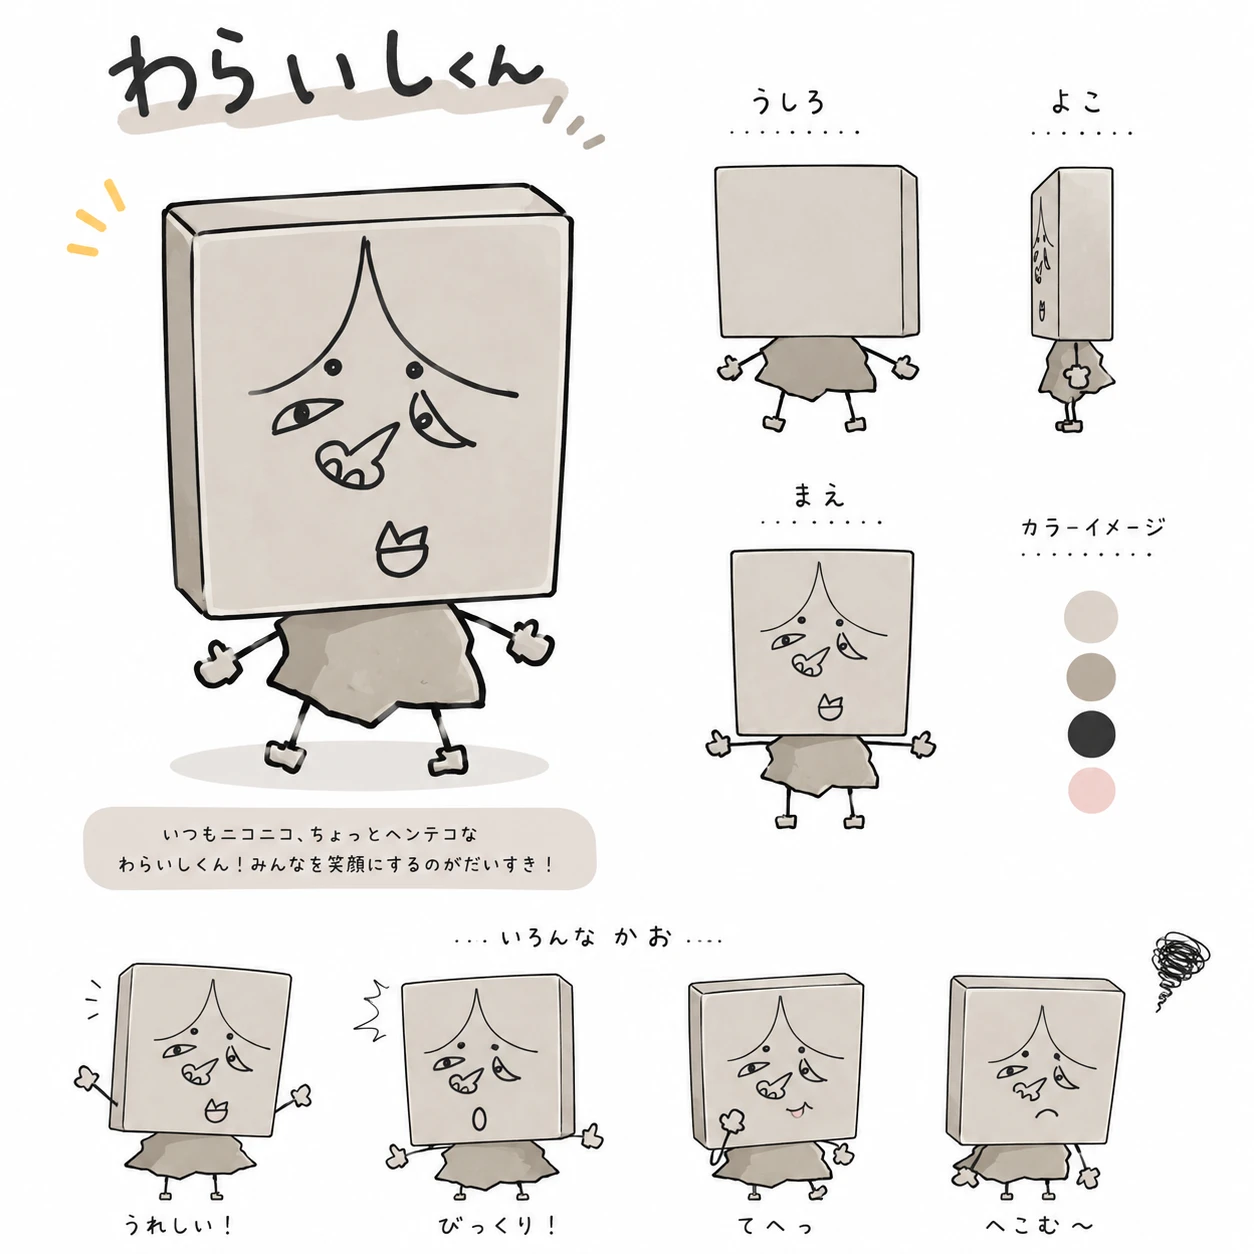 わらいしくん
うしろ
よこ
まえ
カラーイメージ
いつもニコニコ、ちょっとヘンテコな
わらいしくん！みんなを笑顔にするのがだいすき！
いろんな かお
うれしい！
びっくり！
てへっ
へこむ〜